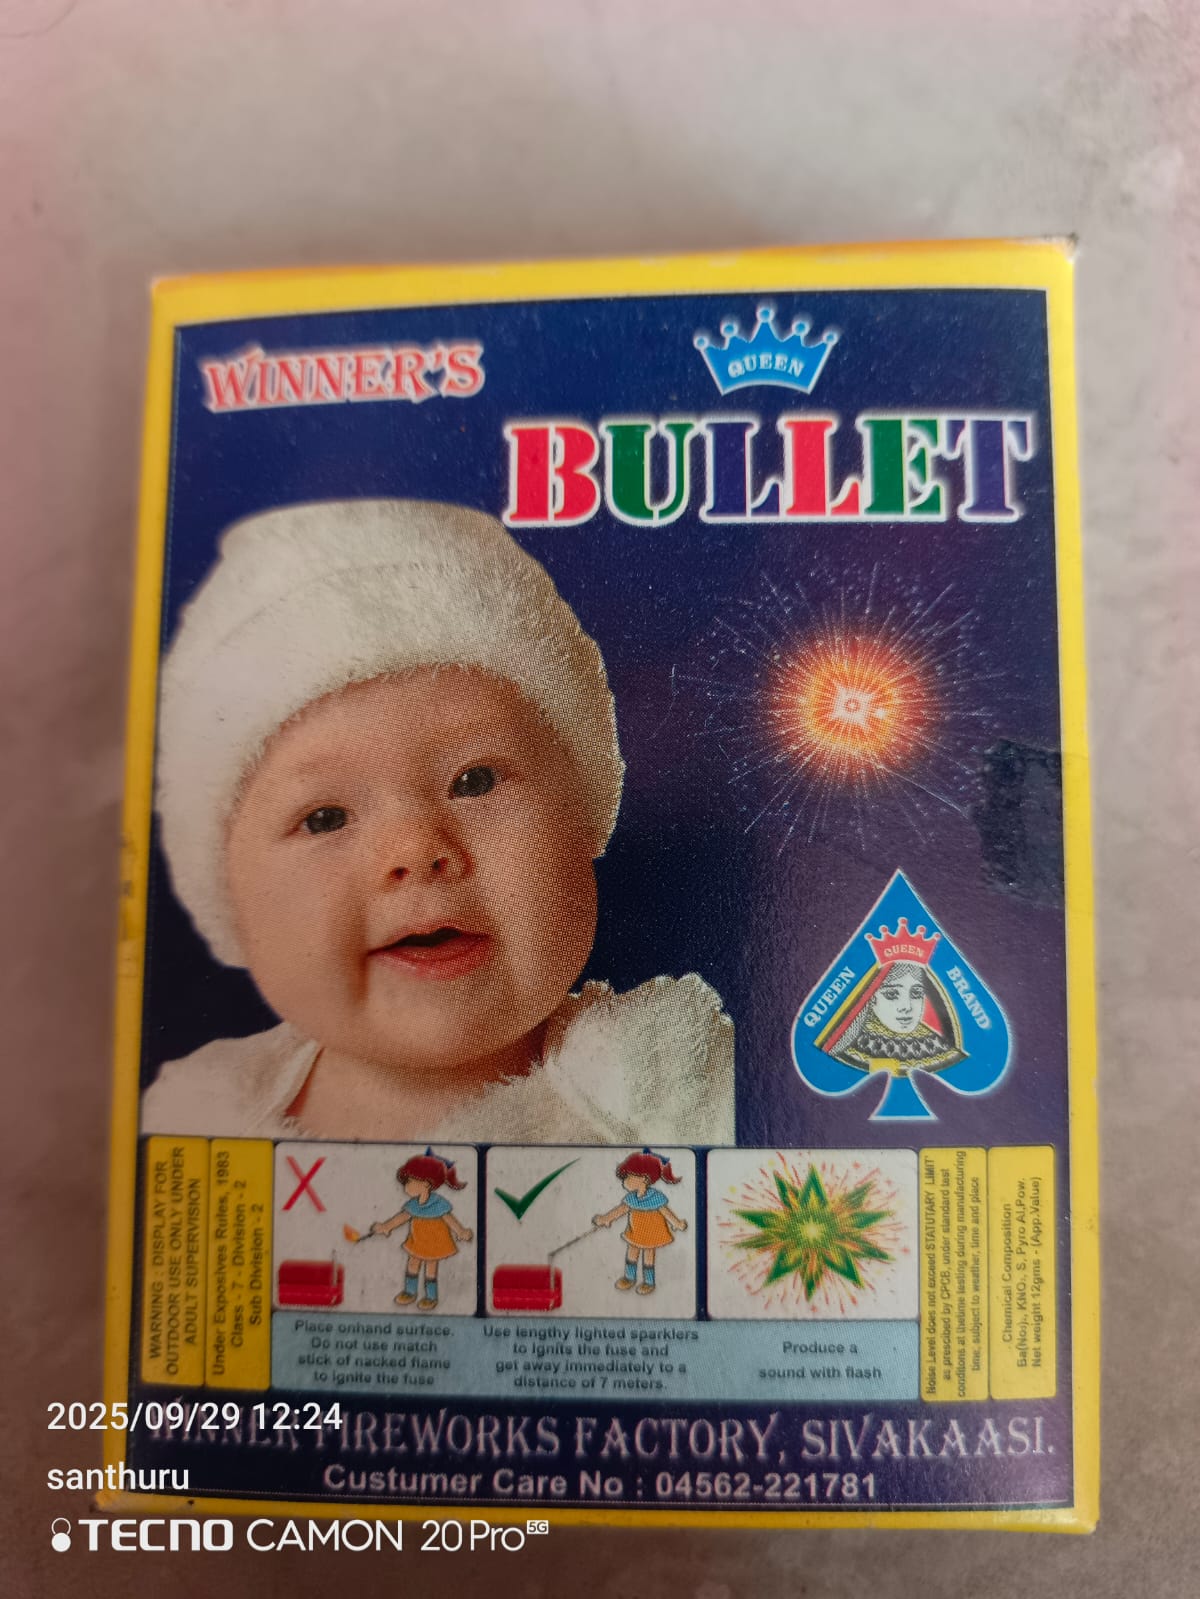 WINNER'S
QUEEN
BULLET
QUEEN
QUEEN BRAND
WARNING : DISPLAY FOR
OUTDOOR USE ONLY UNDER
ADULT SUPERVISION
Under Exposives Rules, 1983
Class - 7 - Division - 2
Sub Division - 2
X
Place onhand surface.
Do not use match
stick of nacked flame
to ignite the fuse
Use lengthy lighted sparklers
to ignits the fuse and
get away immediately to a
distance of 7 meters.
Produce a
sound with flash
Noise Level does not exceed STATUTARY LIMIT
as prescibed by CPCB, under standard test
conditions at thetime testing during manufacturing
time, subject to weather, time and place
Chemical Composition
S. Pyro Al.Pow.
Net weight 12gms - (App.Value)
WINNER FIREWORKS FACTORY, SIVAKAASI.
Custumer Care No : 04562-221781
2025/09/29 12:24
santhuru
TECNO CAMON 20 Pro 5G